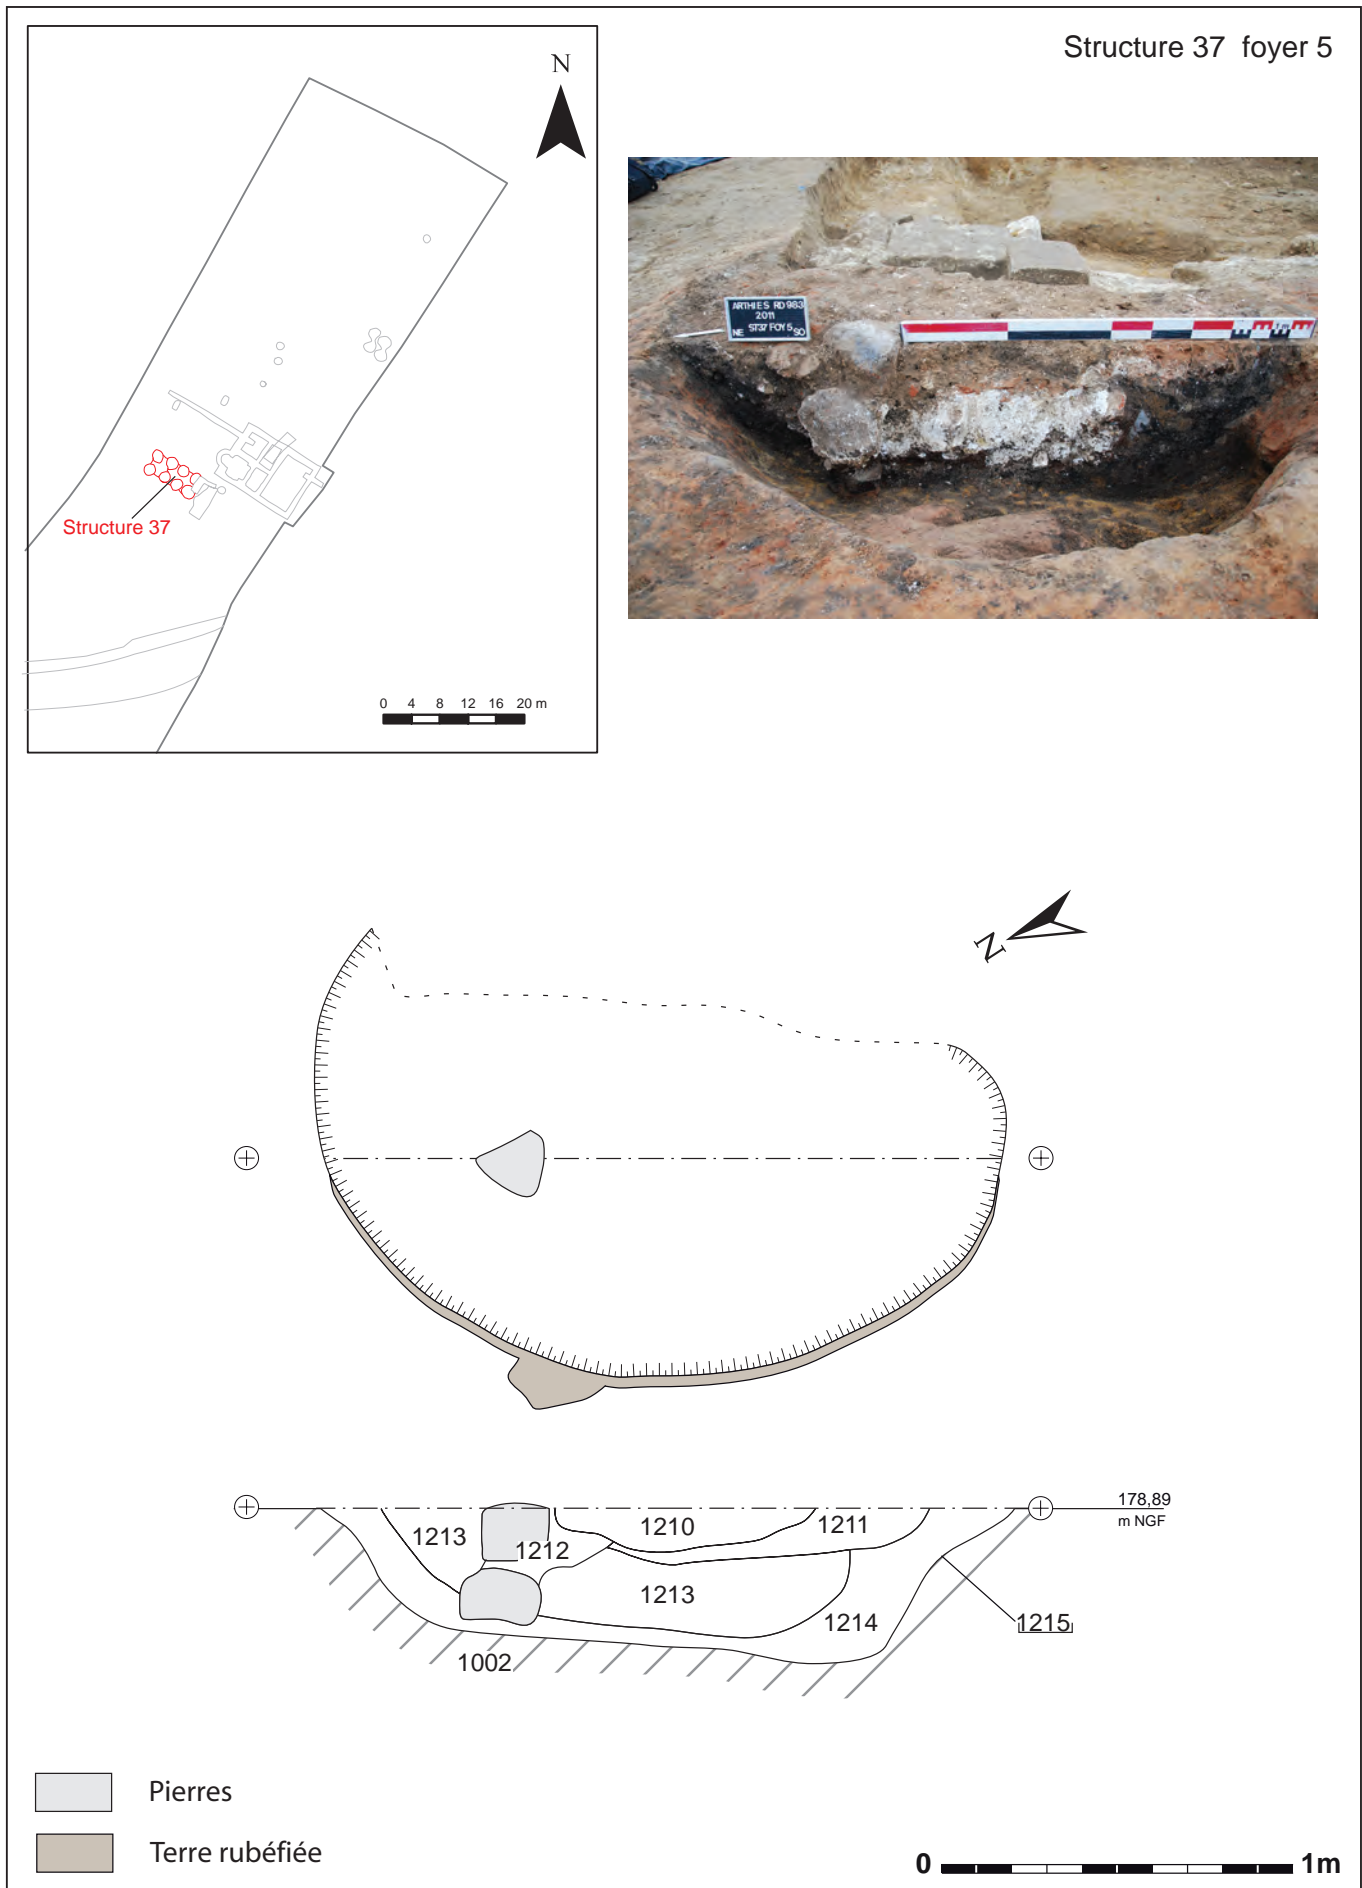 Structure 37 foyer 5
N
Structure 37
0 4 8 12 16 20 m
ARTHIES RD 983
2011
NE ST37 FOY 5 SO
N
178,89
m NGF
1213
1212
1210
1211
1213
1214
1215
1002
Pierres
Terre rubéfiée
0 1m